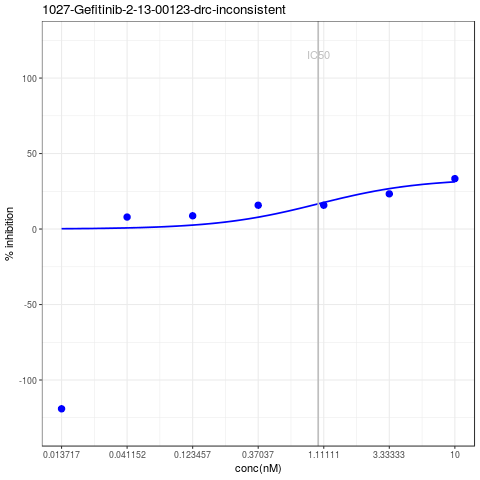 1027-Gefitinib-2-13-00123-drc-inconsistent
IC50
100
50
0
-50
-100
% inhibition
0.013717 0.041152 0.123457 0.37037 1.11111 3.33333 10
conc(nM)